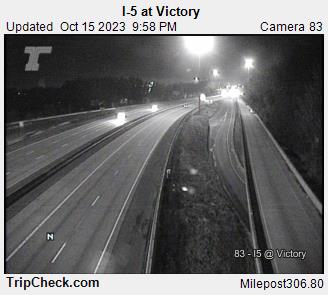 I-5 at Victory
Updated Oct 15 2023 9:58 PM Camera 83
T
N
83 - I5 @ Victory
TripCheck.com Milepost306.80